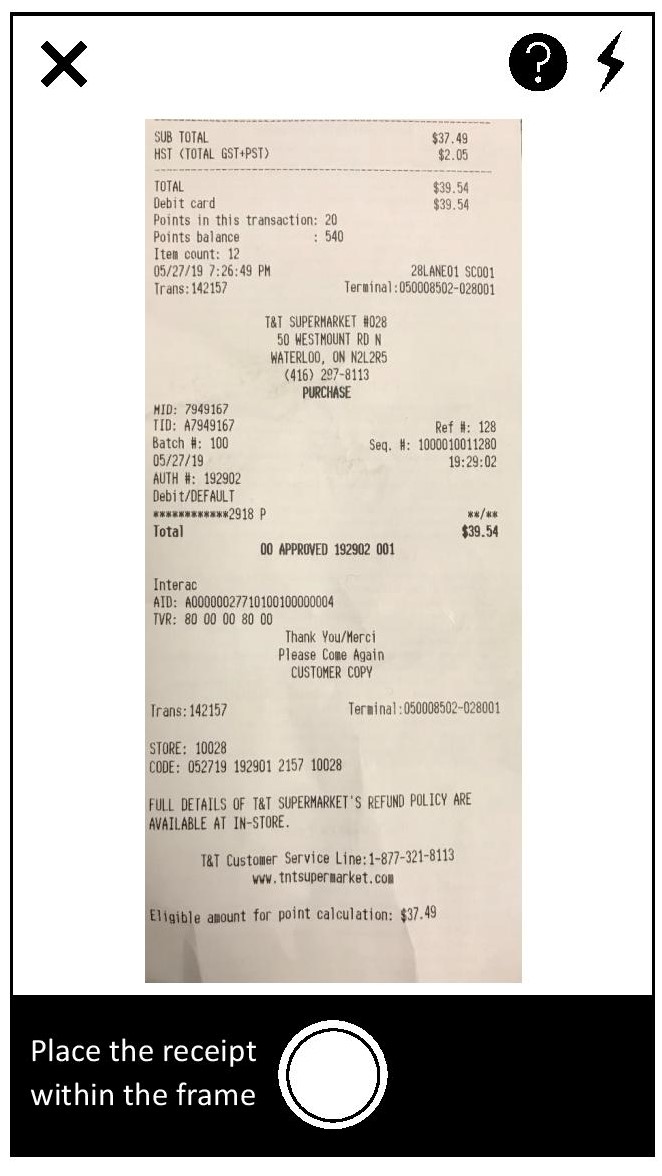 SUB TOTAL $37.49
HST (TOTAL GST+PST) $2.05
TOTAL $39.54
Debit card $39.54
Points in this transaction: 20
Points balance : 540
Item count: 12
05/27/19 7:26:49 PM 28LANE01 SC001
Trans:142157 Terminal:050008502-028001
T&T SUPERMARKET #028
50 WESTMOUNT RD N
WATERLOO, ON N2L2R5
(416) 297-8113
PURCHASE
MID: 7949167
TID: A7949167 Ref #: 128
Batch #: 100 Seq. #: 1000010011280
05/27/19 19:29:02
AUTH #: 192902
Debit/DEFAULT
************2918 P **/**
Total $39.54
00 APPROVED 192902 001
Interac
AID: A00000027710100100000004
TVR: 80 00 00 80 00
Thank You/Merci
Please Come Again
CUSTOMER COPY
Trans:142157 Terminal:050008502-028001
STORE: 10028
CODE: 052719 192901 2157 10028
FULL DETAILS OF T&T SUPERMARKET'S REFUND POLICY ARE
AVAILABLE AT IN-STORE.
T&T Customer Service Line:1-877-321-8113
www.tntsupermarket.com
Eligible amount for point calculation: $37.49
Place the receipt
within the frame